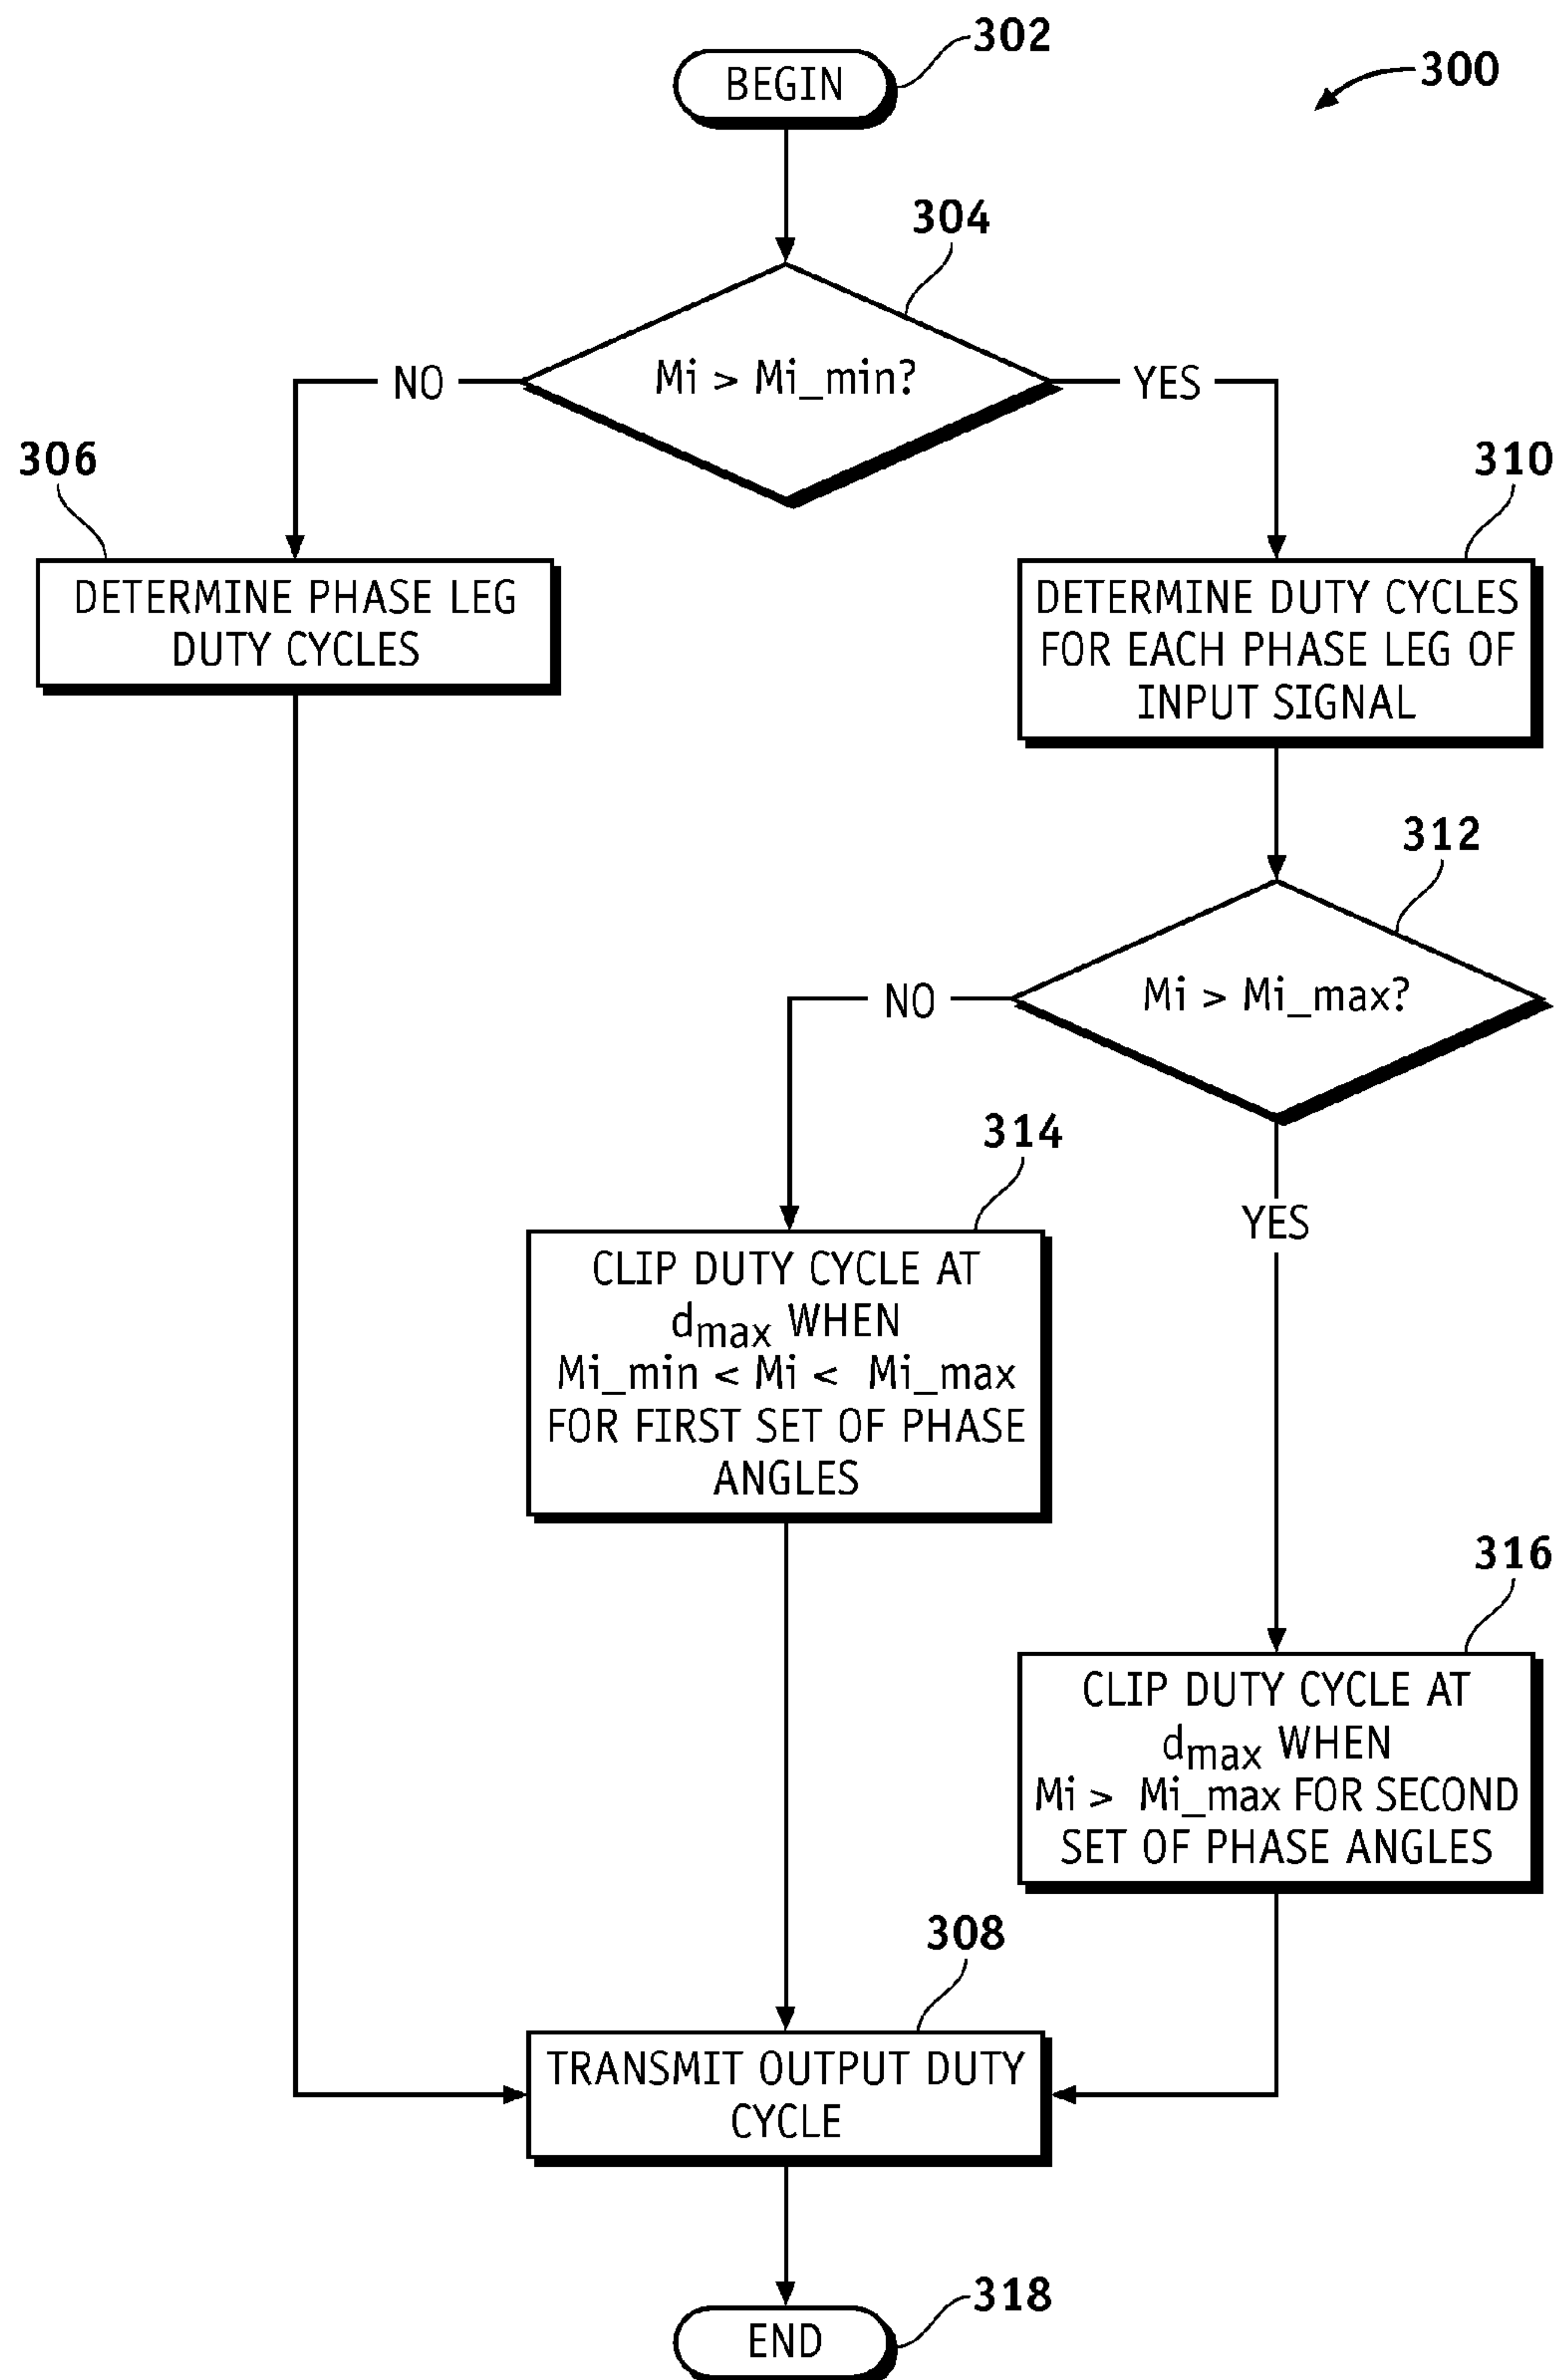 302
BEGIN
300
304
Mi > Mi_min?
NO
YES
306
310
DETERMINE PHASE LEG
DUTY CYCLES
DETERMINE DUTY CYCLES
FOR EACH PHASE LEG OF
INPUT SIGNAL
312
Mi > Mi_max?
NO
314
YES
CLIP DUTY CYCLE AT
dmax WHEN
Mi_min < Mi < Mi_max
FOR FIRST SET OF PHASE
ANGLES
316
CLIP DUTY CYCLE AT
dmax WHEN
Mi > Mi_max FOR SECOND
SET OF PHASE ANGLES
308
TRANSMIT OUTPUT DUTY
CYCLE
318
END